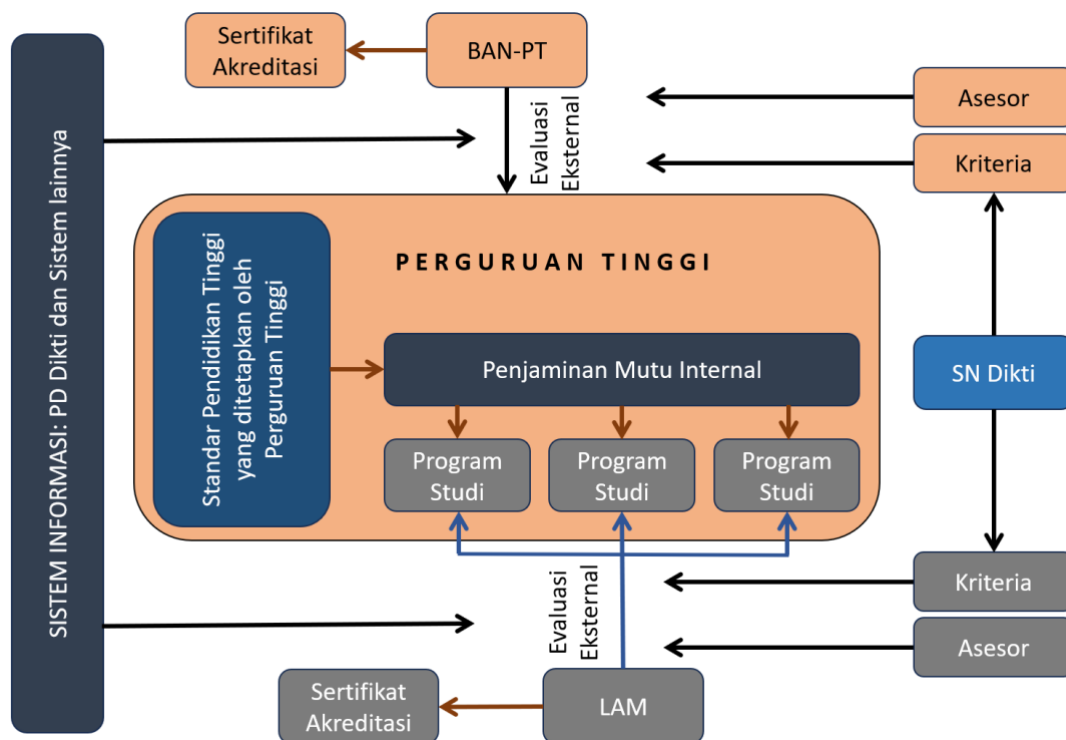 SISTEM INFORMASI: PD Dikti dan Sistem lainnya
Sertifikat
Akreditasi
BAN-PT
Evaluasi
Eksternal
Asesor
Kriteria
PERGURUAN TINGGI
Standar Pendidikan Tinggi
yang ditetapkan oleh
Perguruan Tinggi
Penjaminan Mutu Internal
SN Dikti
Program
Studi
Program
Studi
Program
Studi
Evaluasi
Eksternal
Kriteria
Asesor
Sertifikat
Akreditasi
LAM